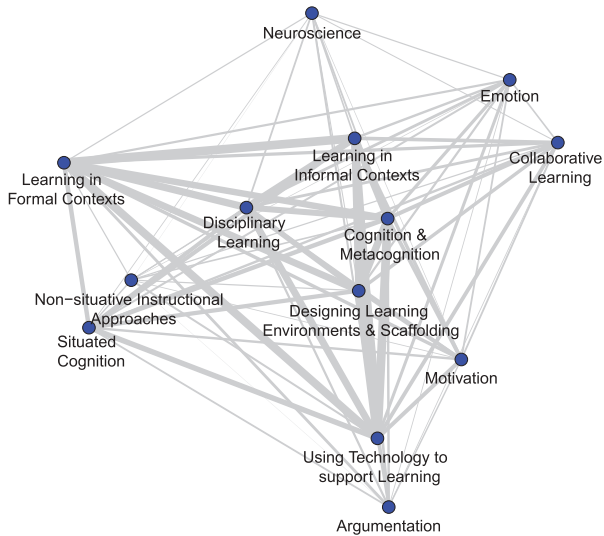 Neuroscience
Emotion
Collaborative
Learning
Learning in
Informal Contexts
Learning in
Formal Contexts
Disciplinary
Learning
Cognition &
Metacognition
Non−situative Instructional
Approaches
Designing Learning
Environments & Scaffolding
Situated
Cognition
Motivation
Using Technology to
support Learning
Argumentation